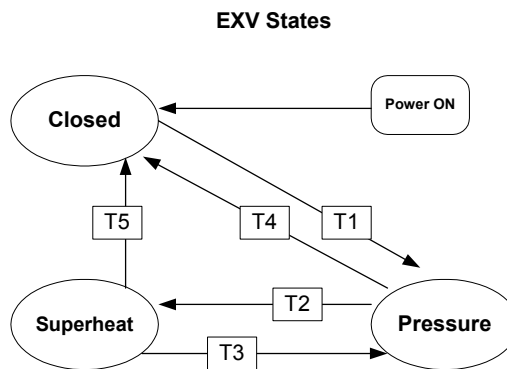 EXV States
Closed
Power ON
T5
T4
T1
T2
Superheat
Pressure
T3